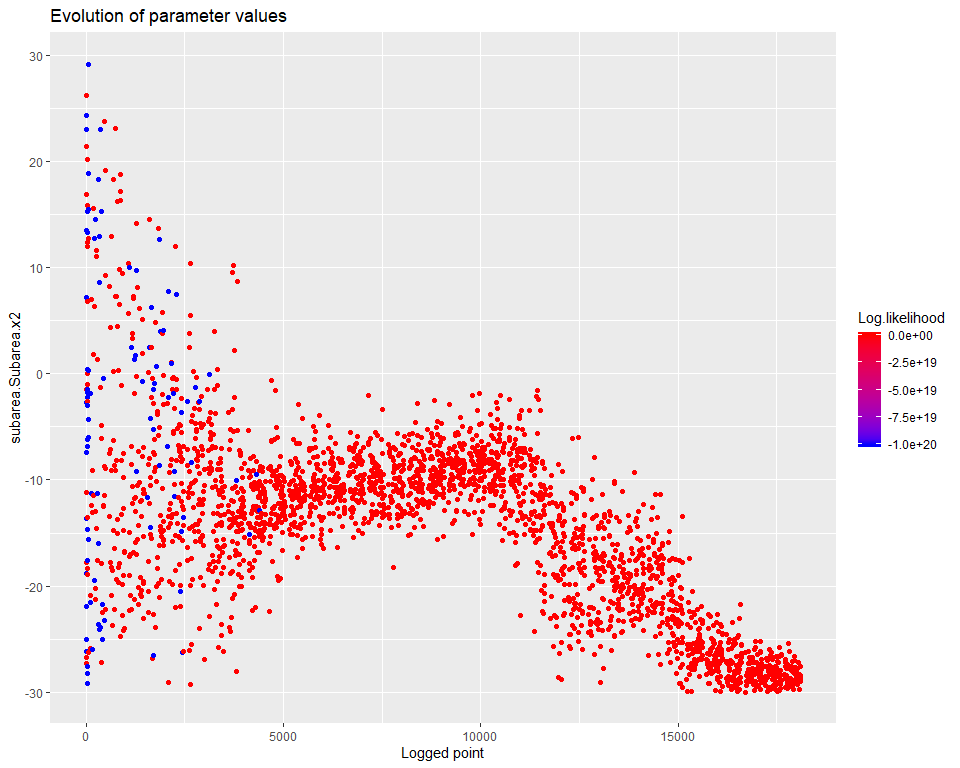 Evolution of parameter values
30
20
10
0
-10
-20
-30
subarea.Subarea.x2
0
5000
10000
15000
Logged point
Log.likelihood
0.0e+00
-2.5e+19
-5.0e+19
-7.5e+19
-1.0e+20